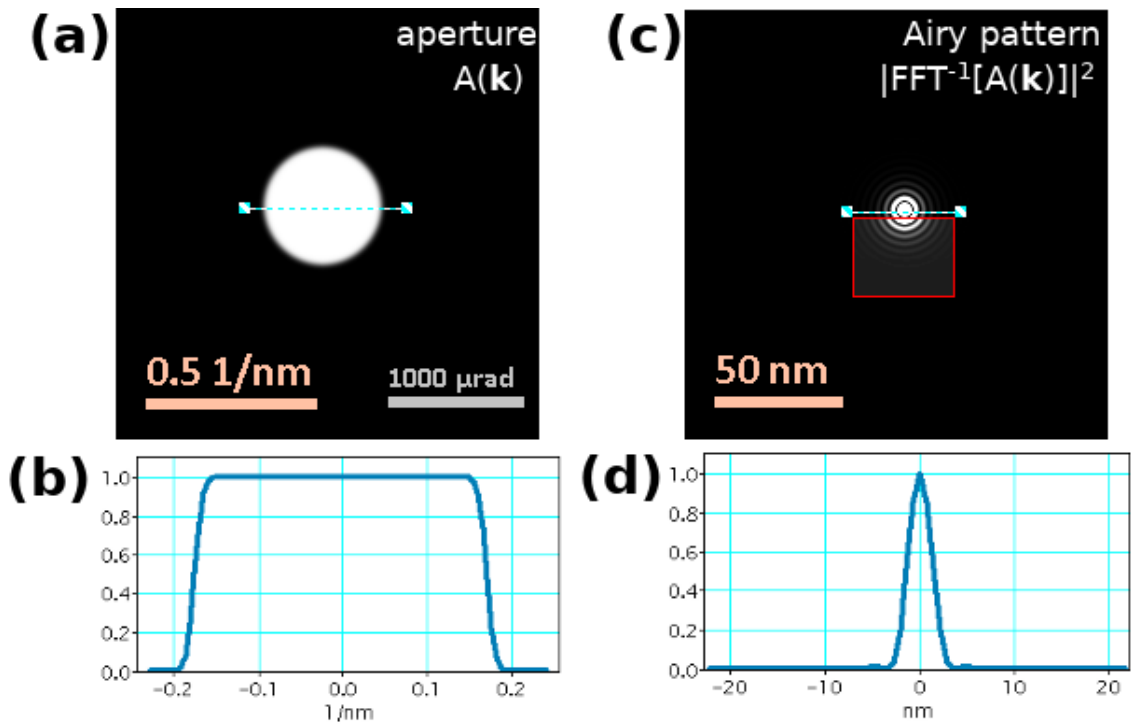 (a)
aperture
A(k)
0.5 1/nm
1000 µrad
(c)
Airy pattern
|FFT⁻¹[A(k)]|²
50 nm
(b)
1.0
0.8
0.6
0.4
0.2
0.0
−0.2 −0.1 0.0 0.1 0.2
1/nm
(d)
1.0
0.8
0.6
0.4
0.2
0.0
−20 −10 0 10 20
nm